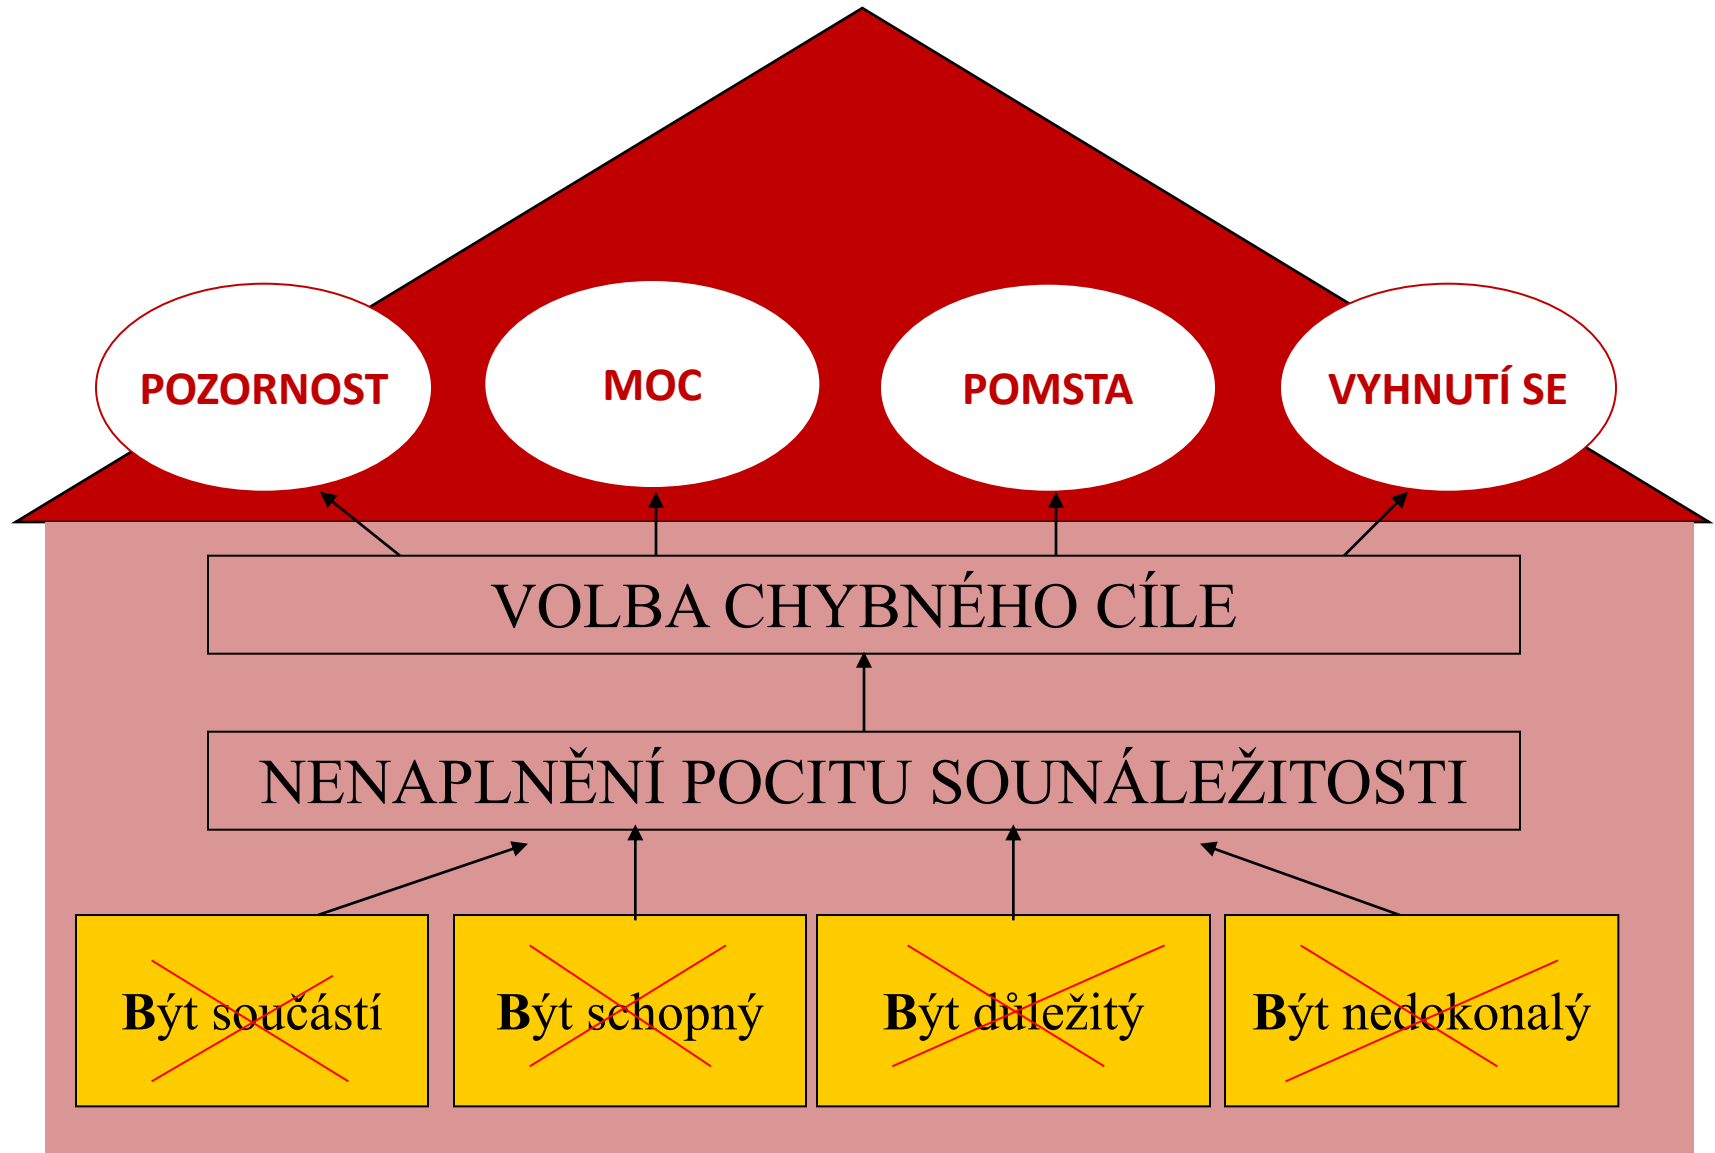 POZORNOST
MOC
POMSTA
VYHNUTÍ SE
VOLBA CHYBNÉHO CÍLE
NENAPLNĚNÍ POCITU SOUNÁLEŽITOSTI
Být součástí
Být schopný
Být důležitý
Být nedokonalý